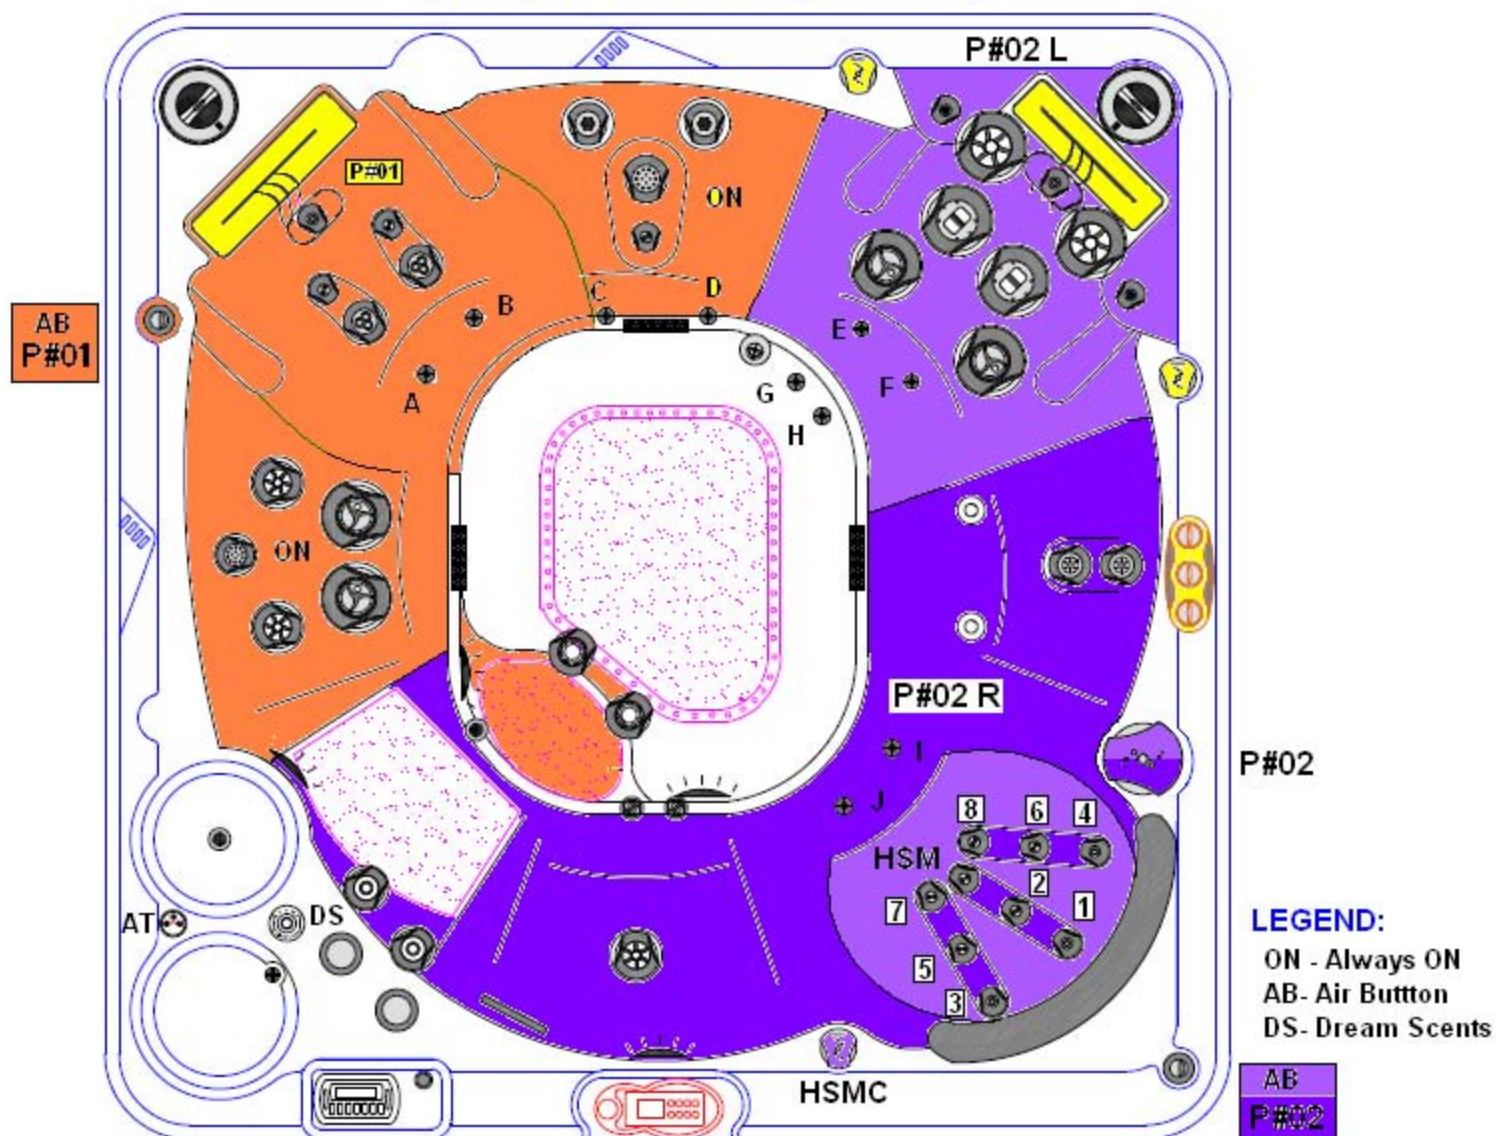 P#02 L
P#01
ON
AB
P#01
B
C
D
E
A
G
F
H
ON
P#02 R
I
P#02
J
8
6
4
HSM
2
7
1
AT
DS
5
3
LEGEND:
ON - Always ON
AB- Air Buttton
DS- Dream Scents
HSMC
AB
P#02